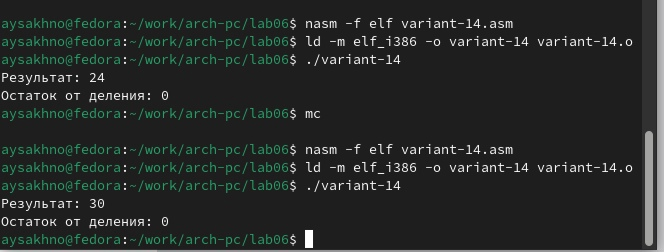 aysakhno@fedora:~/work/arch-pc/lab06$ nasm -f elf variant-14.asm
aysakhno@fedora:~/work/arch-pc/lab06$ ld -m elf_i386 -o variant-14 variant-14.o
aysakhno@fedora:~/work/arch-pc/lab06$ ./variant-14
Результат: 24
Остаток от деления: 0
aysakhno@fedora:~/work/arch-pc/lab06$ mc
aysakhno@fedora:~/work/arch-pc/lab06$ nasm -f elf variant-14.asm
aysakhno@fedora:~/work/arch-pc/lab06$ ld -m elf_i386 -o variant-14 variant-14.o
aysakhno@fedora:~/work/arch-pc/lab06$ ./variant-14
Результат: 30
Остаток от деления: 0
aysakhno@fedora:~/work/arch-pc/lab06$